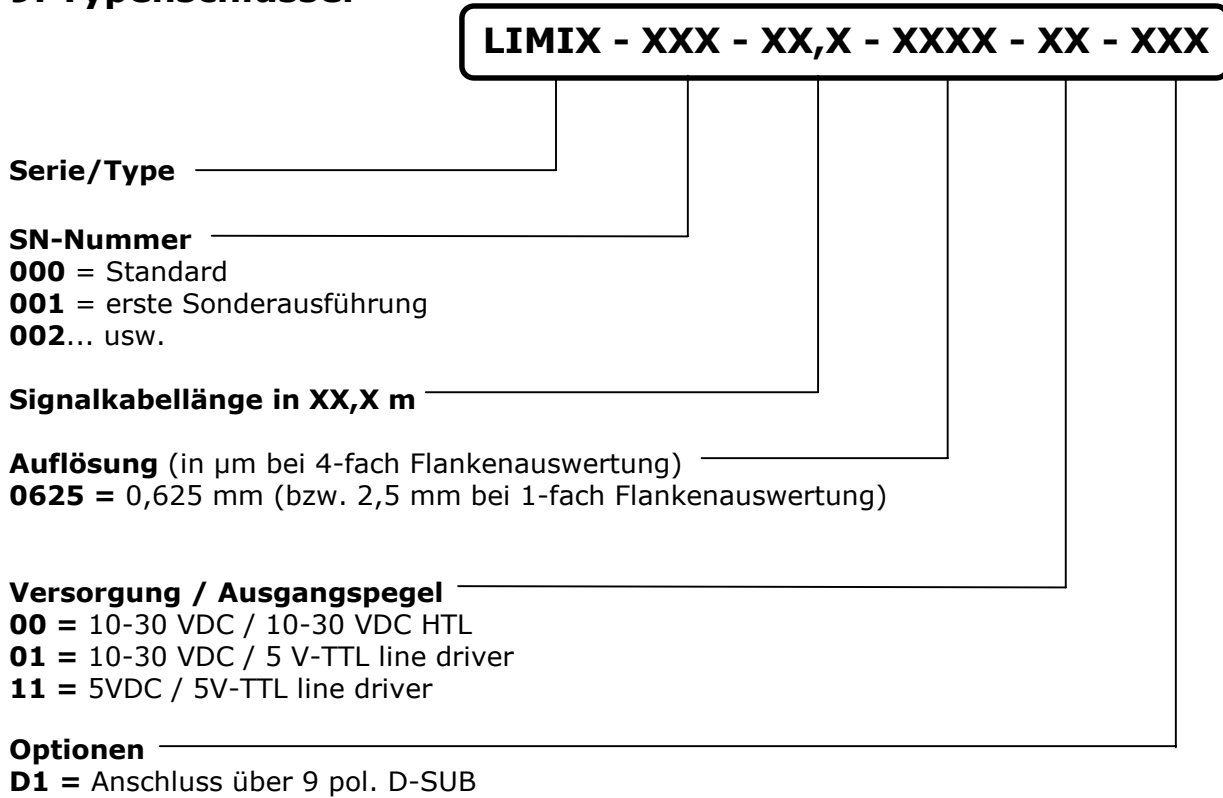 9. Typenschlüssel
LIMIX - XXX - XX,X - XXXX - XX - XXX
Serie/Type
SN-Nummer
000 = Standard
001 = erste Sonderausführung
002... usw.
Signalkabellänge in XX,X m
Auflösung (in µm bei 4-fach Flankenauswertung)
0625 = 0,625 mm (bzw. 2,5 mm bei 1-fach Flankenauswertung)
Versorgung / Ausgangspegel
00 = 10-30 VDC / 10-30 VDC HTL
01 = 10-30 VDC / 5 V-TTL line driver
11 = 5VDC / 5V-TTL line driver
Optionen
D1 = Anschluss über 9 pol. D-SUB